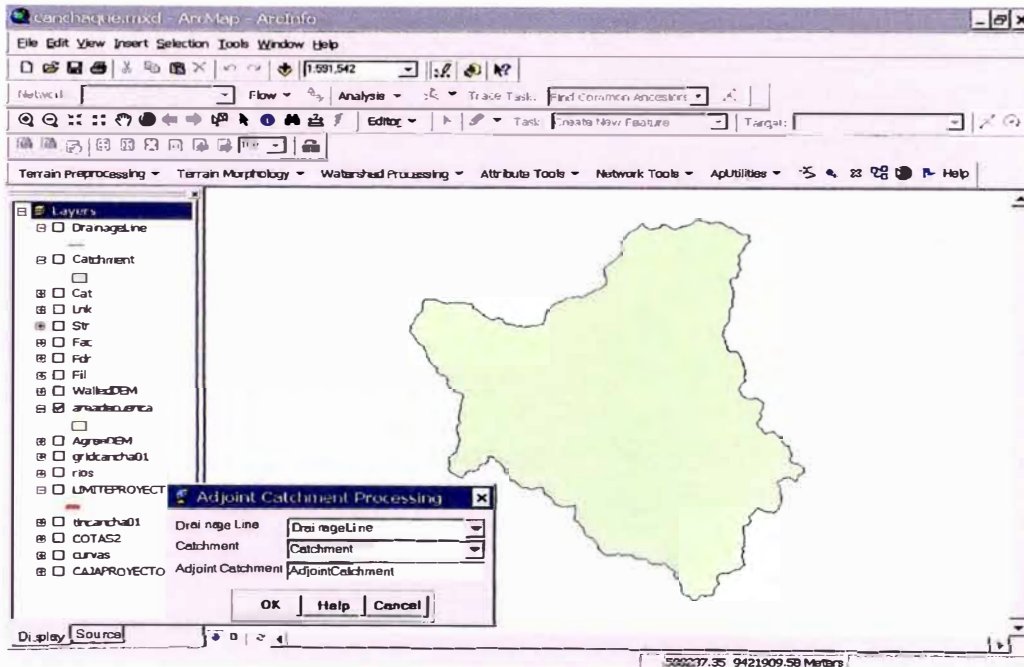 canchaque.mxd - ArcMap - ArcInfo
File Edit View Insert Selection Tools Window Help
1:591,542
Network: Flow Analysis Trace Task: Find Common Ancestors
Editor Task: Create New Feature Target:
Terrain Preprocessing Terrain Morphology Watershed Processing Attribute Tools Network Tools ApUtilities Help
Layers
DrainageLine
Catchment
Cat
Lnk
Str
Fac
Fdr
Fil
WalledDEM
areadecuenca
AgreeDEM
gridcancha01
rios
LIMITEPROYECT
tincancha01
COTAS2
curvas
CAJAPROYECTO
Adjoint Catchment Processing
Drainage Line DrainageLine
Catchment Catchment
Adjoint Catchment AdjointCatchment
OK Help Cancel
Display Source
9421909.58 Meters